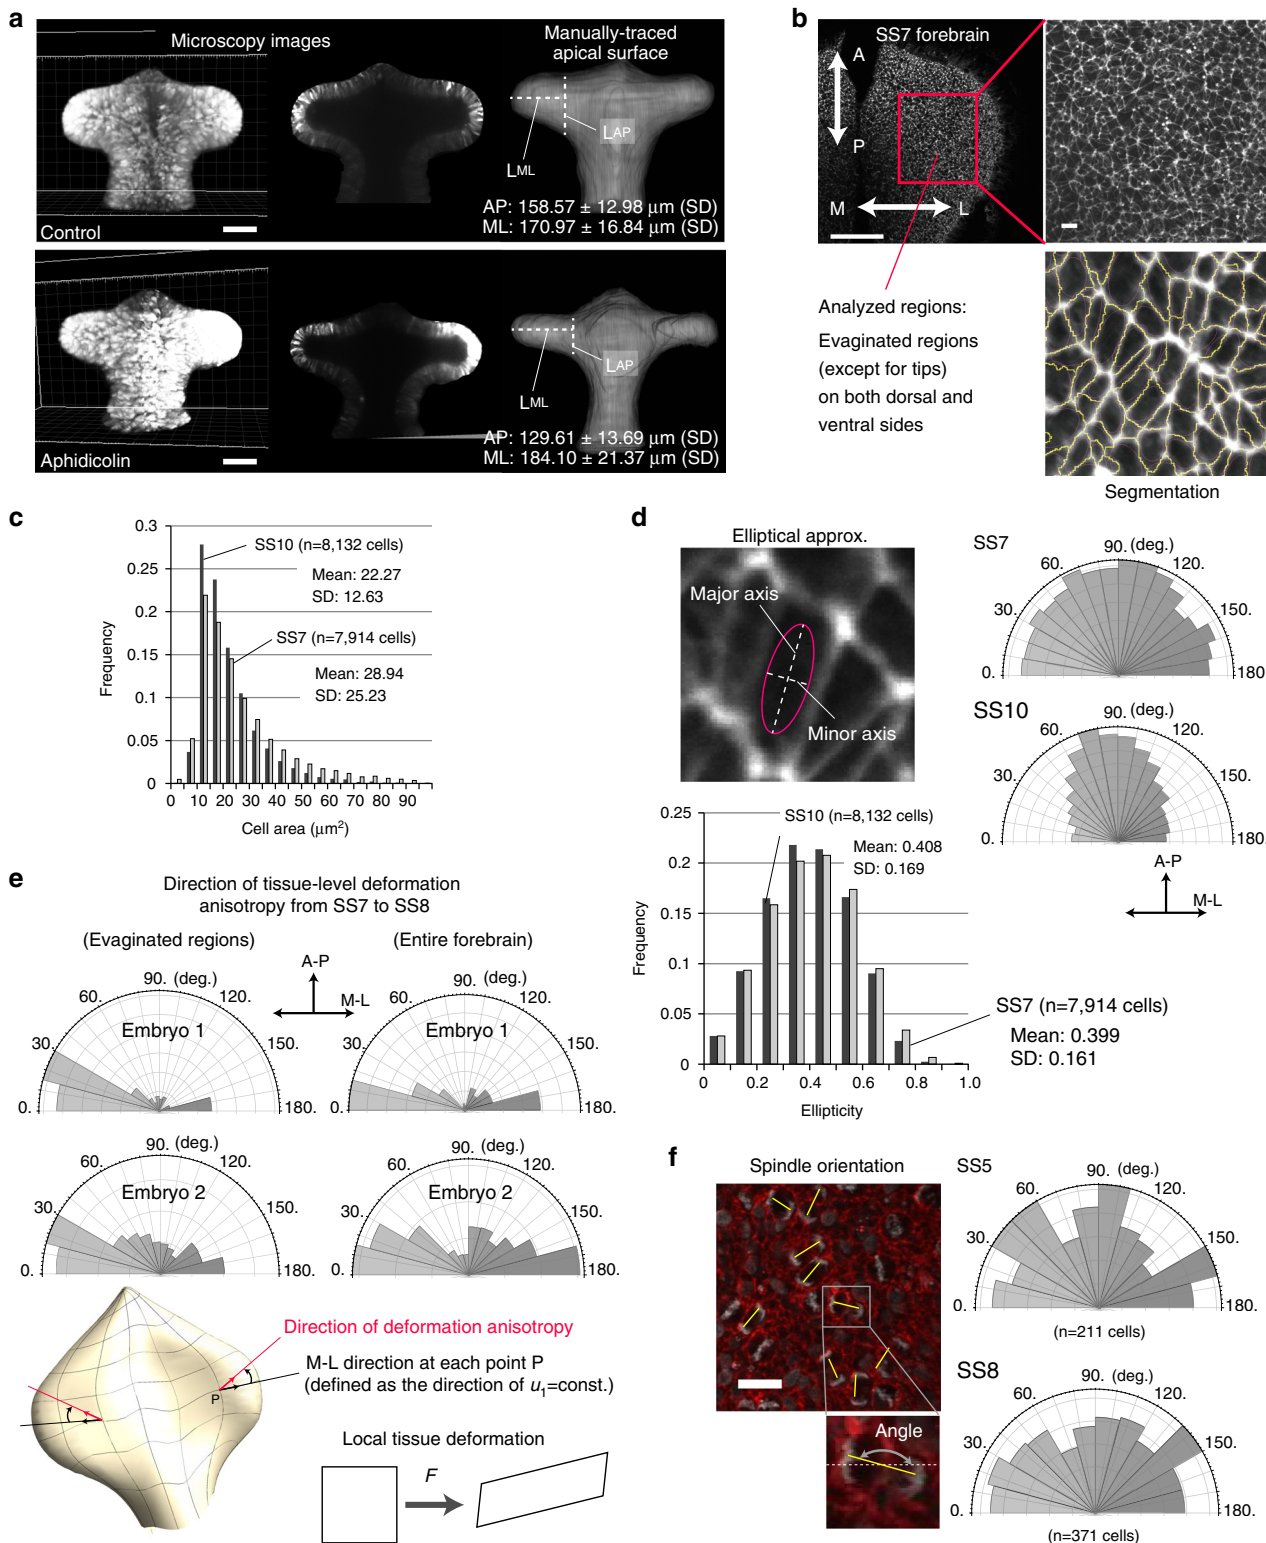 a
Microscopy images
Manually-traced
apical surface
LAP
LML
AP: 158.57 ± 12.98 μm (SD)
ML: 170.97 ± 16.84 μm (SD)
Control
LAP
LML
AP: 129.61 ± 13.69 μm (SD)
ML: 184.10 ± 21.37 μm (SD)
Aphidicolin
b
SS7 forebrain
A
P
M
L
Analyzed regions:
Evaginated regions
(except for tips)
on both dorsal and
ventral sides
Segmentation
c
0.3
0.25
0.2
0.15
0.1
0.05
0
Frequency
SS10 (n=8,132 cells)
Mean: 22.27
SD: 12.63
SS7 (n=7,914 cells)
Mean: 28.94
SD: 25.23
0 10 20 30 40 50 60 70 80 90
Cell area (μm²)
d
Elliptical approx.
Major axis
Minor axis
SS7
90. (deg.)
60. 120.
30. 150.
0. 180.
SS10
90. (deg.)
60. 120.
30. 150.
0. 180.
A-P
M-L
0.25
0.2
0.15
0.1
0.05
0
Frequency
SS10 (n=8,132 cells)
Mean: 0.408
SD: 0.169
SS7 (n=7,914 cells)
Mean: 0.399
SD: 0.161
0 0.2 0.4 0.6 0.8 1.0
Ellipticity
e
Direction of tissue-level deformation
anisotropy from SS7 to SS8
(Evaginated regions)
(Entire forebrain)
A-P
M-L
90. (deg.)
60. 120.
Embryo 1
30. 150.
0. 180.
90. (deg.)
60. 120.
Embryo 1
30. 150.
0. 180.
90. (deg.)
60. 120.
Embryo 2
30. 150.
0. 180.
90. (deg.)
60. 120.
Embryo 2
30. 150.
0. 180.
Direction of deformation anisotropy
M-L direction at each point P
(defined as the direction of u1=const.)
P
Local tissue deformation
F
f
Spindle orientation
Angle
SS5
90. (deg.)
60. 120.
30. 150.
0. 180.
(n=211 cells)
SS8
90. (deg.)
60. 120.
30. 150.
0. 180.
(n=371 cells)